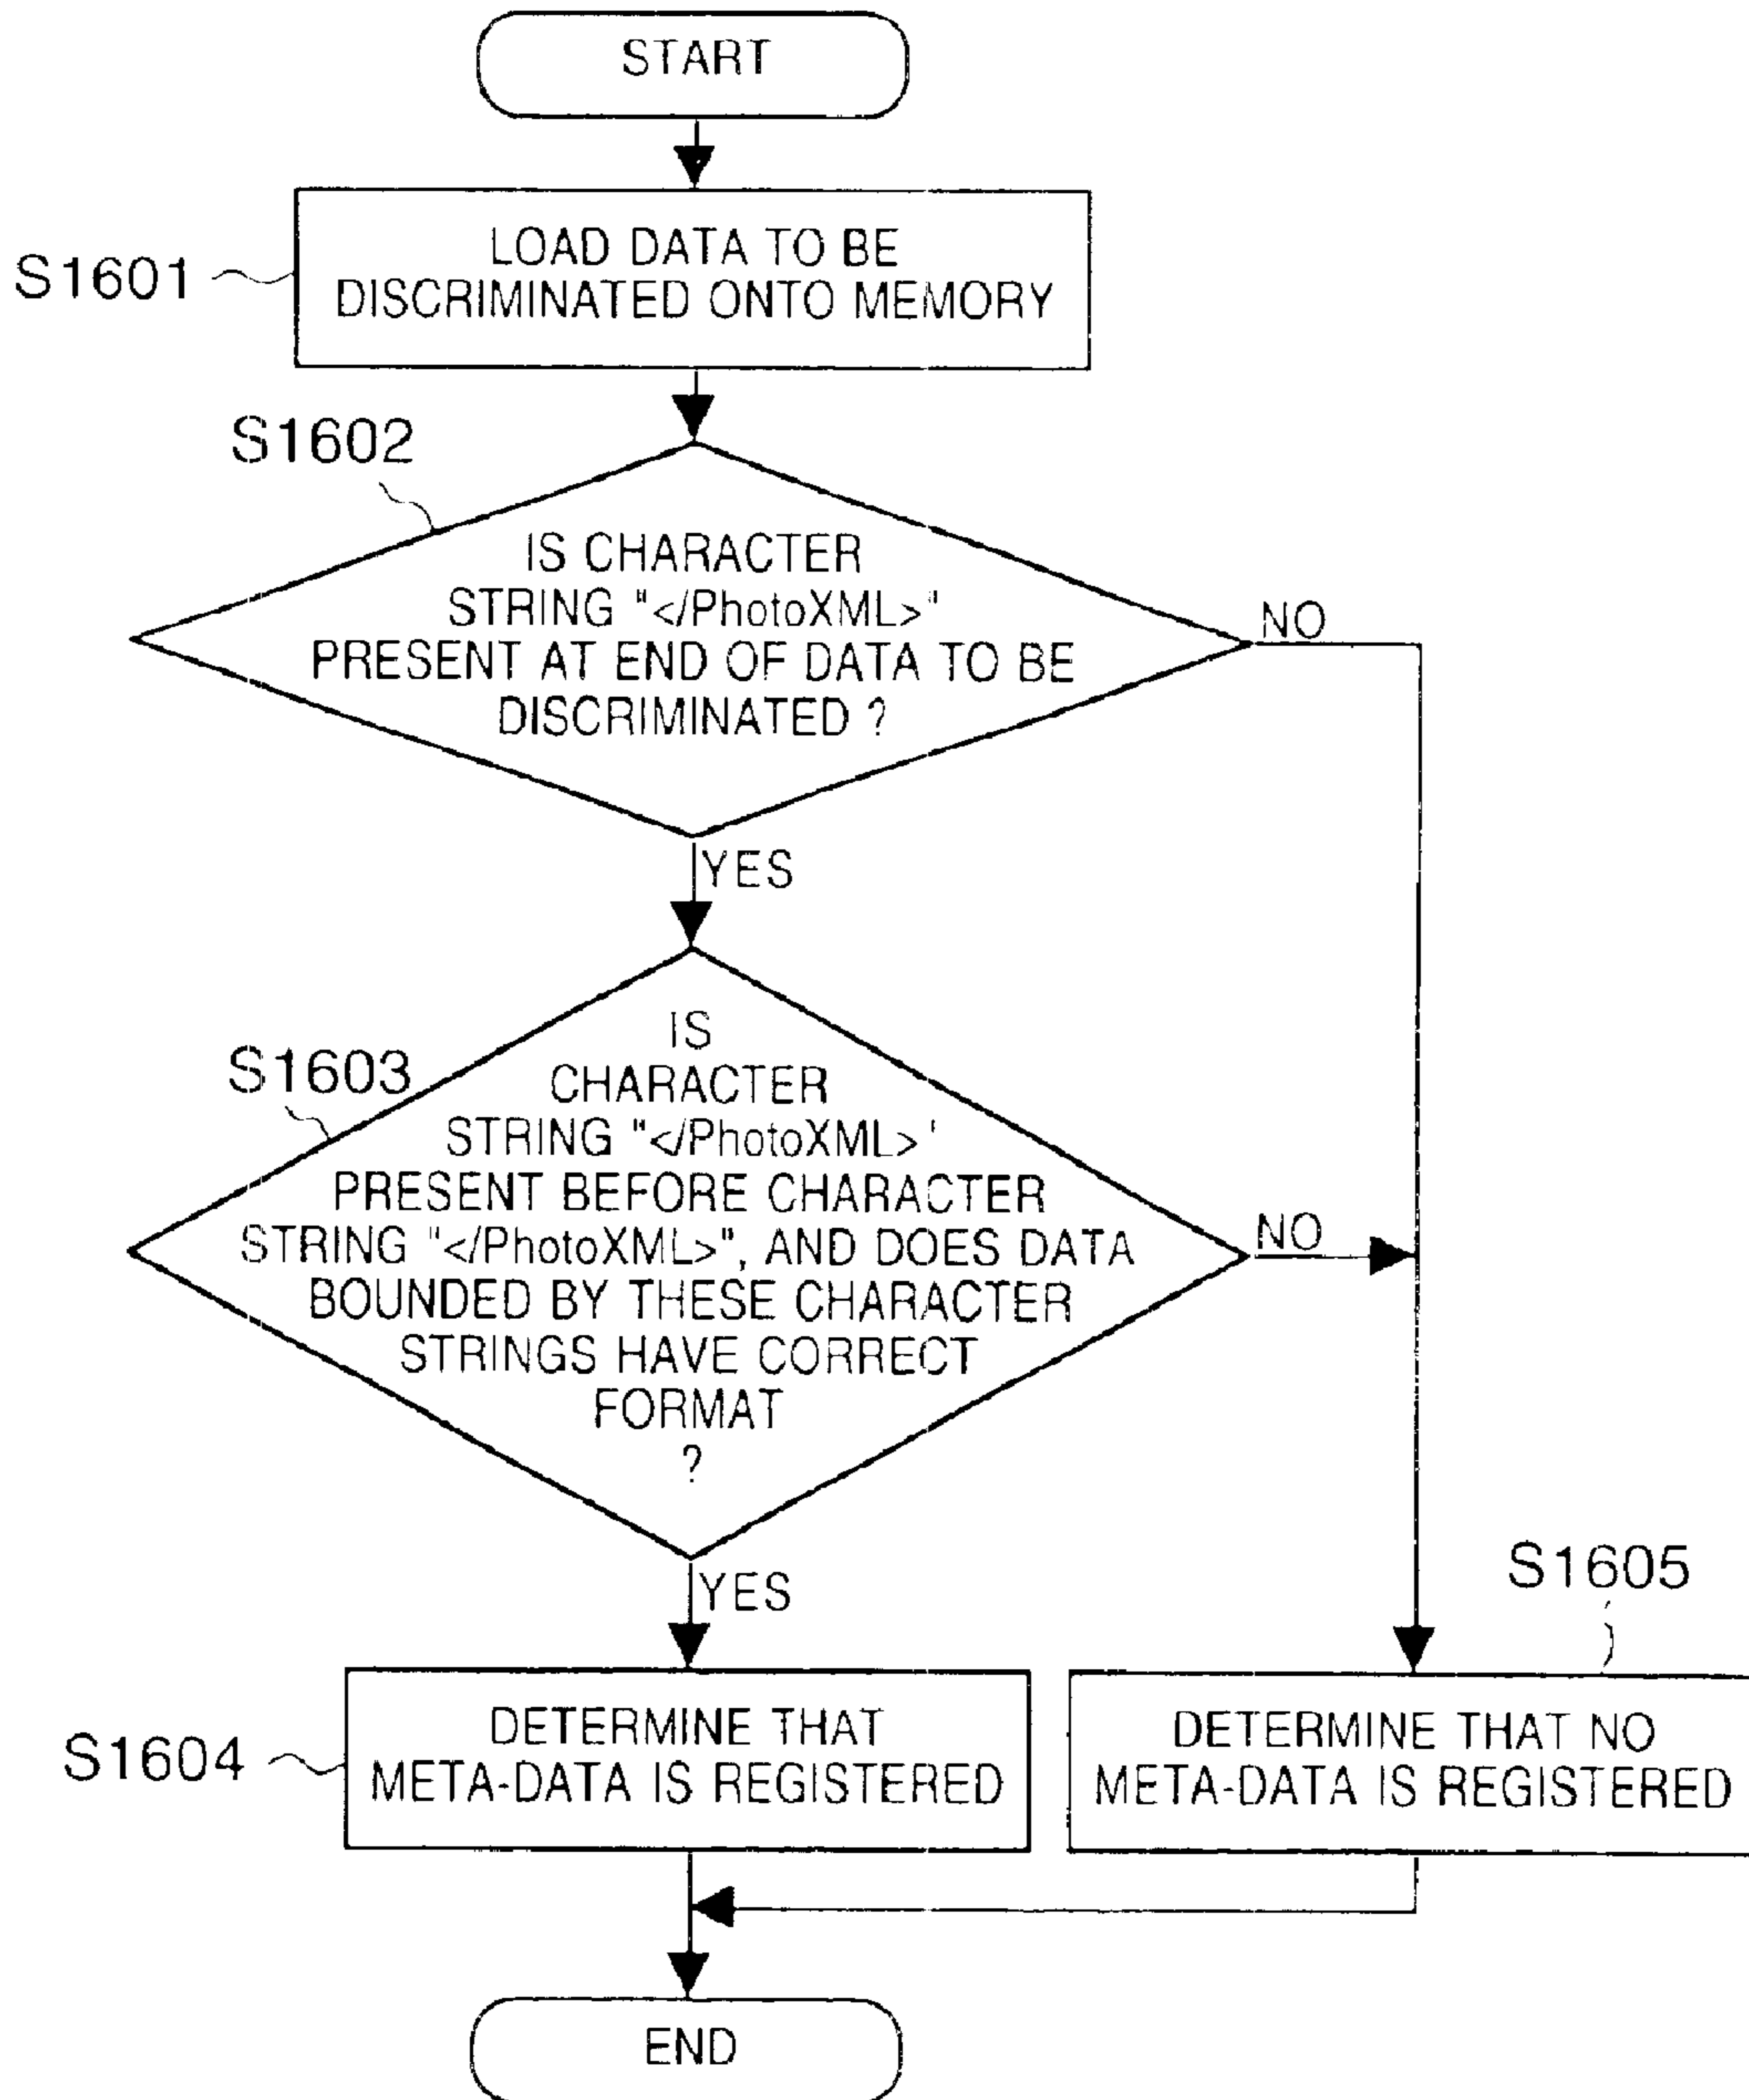 START
S1601
LOAD DATA TO BE
DISCRIMINATED ONTO MEMORY
S1602
IS CHARACTER
STRING "</PhotoXML>"
PRESENT AT END OF DATA TO BE
DISCRIMINATED ?
NO
YES
S1603
IS
CHARACTER
STRING "</PhotoXML>'
PRESENT BEFORE CHARACTER
STRING "</PhotoXML>", AND DOES DATA
BOUNDED BY THESE CHARACTER
STRINGS HAVE CORRECT
FORMAT
?
NO
YES
S1605
S1604
DETERMINE THAT
META-DATA IS REGISTERED
DETERMINE THAT NO
META-DATA IS REGISTERED
END